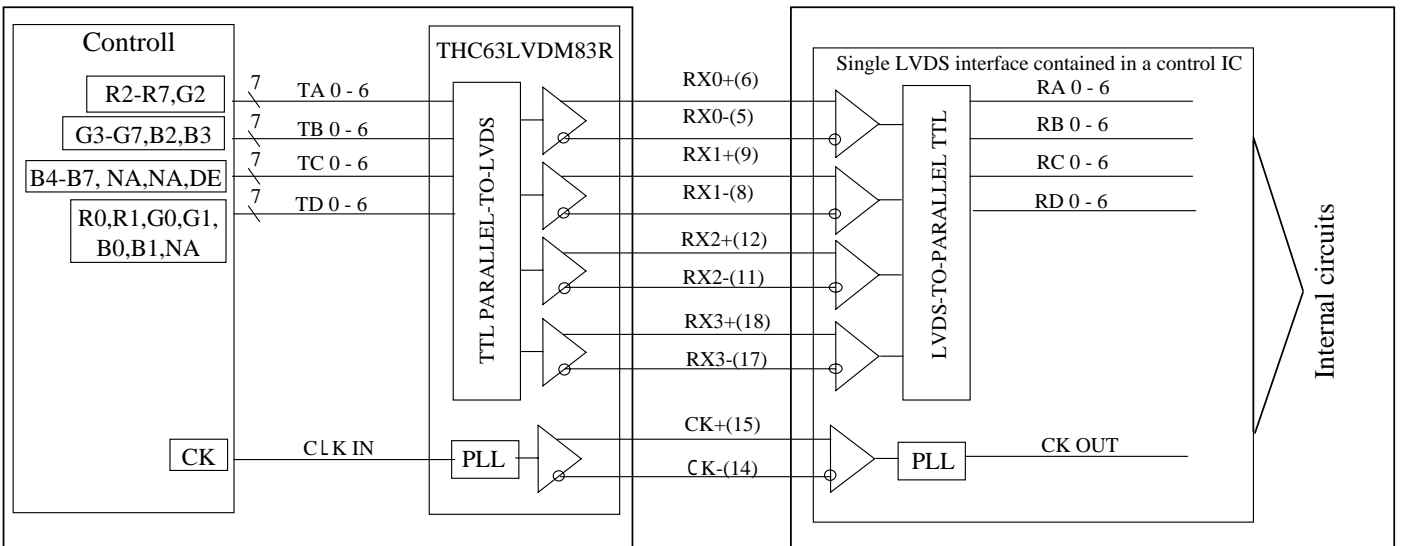 Controll
R2-R7,G2
G3-G7,B2,B3
B4-B7, NA,NA,DE
R0,R1,G0,G1,
B0,B1,NA
CK
7
TA 0 - 6
7
TB 0 - 6
7
TC 0 - 6
7
TD 0 - 6
CLK IN
THC63LVDM83R
TTL PARALLEL-TO-LVDS
PLL
RX0+(6)
RX0-(5)
RX1+(9)
RX1-(8)
RX2+(12)
RX2-(11)
RX3+(18)
RX3-(17)
CK+(15)
CK-(14)
Single LVDS interface contained in a control IC
LVDS-TO-PARALLEL TTL
PLL
RA 0 - 6
RB 0 - 6
RC 0 - 6
RD 0 - 6
CK OUT
Internal circuits